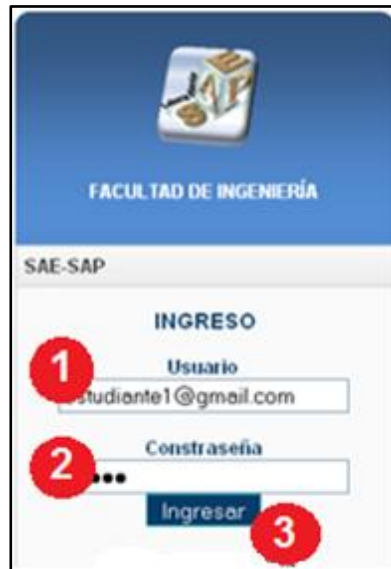 FACULTAD DE INGENIERÍA
SAE-SAP
INGRESO
1
Usuario
studiante1@gmail.com
Constraseña
2
•••
Ingresar
3